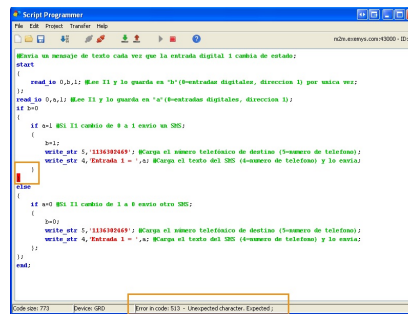 Script Programmer
File Edit Project Transfer Help
n2m.exemys.com:43000 - ID:
@Envia un mensaje de texto cada vez que la entrada digital 1 cambia de estado;
start
{
read_io 0,b,1; @Lee I1 y lo guarda en "b"(0=entradas digitales, direccion 1) por unica vez;
};
read_io 0,a,1; @Lee I1 y lo guarda en "a"(0=entradas digitales, direccion 1);
if b=0
{
if a=1 @Si I1 cambio de 0 a 1 envio un SMS;
{
b=1;
write_str 5,'1136302469'; @Carga el número telefónico de destino (5=numero de telefono);
write_str 4,'Entrada 1 = ',a; @Carga el texto del SMS (4=numero de telefono) y lo envia;
}
else
{
if a=0 @Si I1 cambio de 1 a 0 envio otro SMS;
{
b=0;
write_str 5,'1136302469'; @Carga el número telefónico de destino (5=numero de telefono);
write_str 4,'Entrada 1 = ',a; @Carga el texto del SMS (4=numero de telefono) y lo envia;
};
};
end;
Code size: 773 Device: GRD Error in code: 513 - Unexpected character. Expected ;